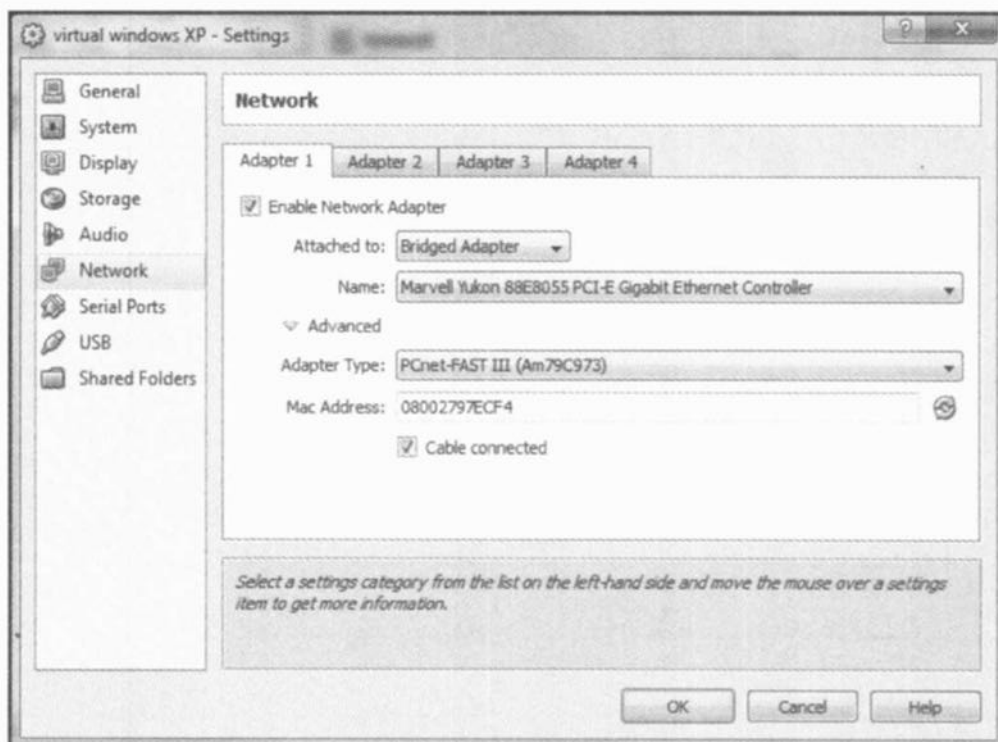 virtual windows XP - Settings
General
System
Display
Storage
Audio
Network
Serial Ports
USB
Shared Folders
Network
Adapter 1 Adapter 2 Adapter 3 Adapter 4
Enable Network Adapter
Attached to: Bridged Adapter
Name: Marvell Yukon 88E8055 PCI-E Gigabit Ethernet Controller
Advanced
Adapter Type: PCnet-FAST III (Am79C973)
Mac Address: 08002797ECF4
Cable connected
Select a settings category from the list on the left-hand side and move the mouse over a settings
item to get more information.
OK Cancel Help